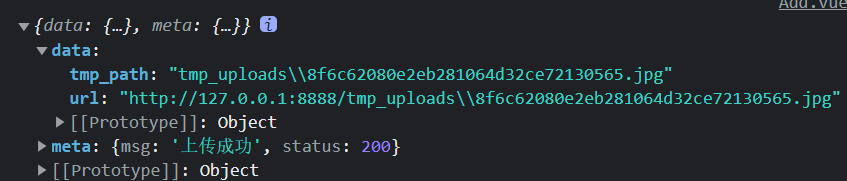 Add.vue
▼{data: {…}, meta: {…}} i
▼data:
tmp_path: "tmp_uploads\\8f6c62080e2eb281064d32ce72130565.jpg"
url: "http://127.0.0.1:8888/tmp_uploads\\8f6c62080e2eb281064d32ce72130565.jpg"
▶[[Prototype]]: Object
▶meta: {msg: '上传成功', status: 200}
▶[[Prototype]]: Object